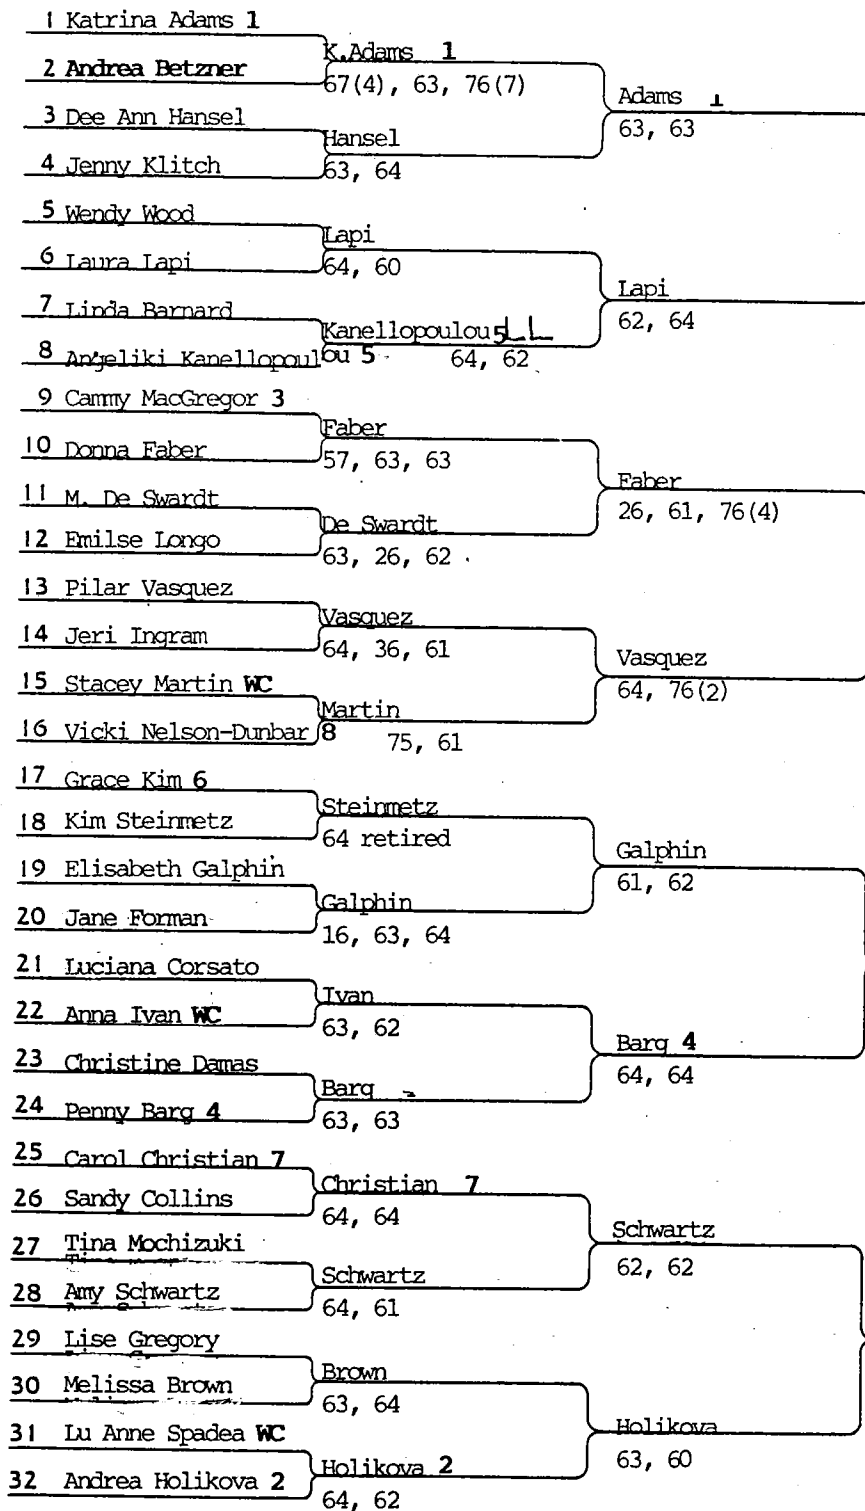 1 Katrina Adams 1
K.Adams 1
2 Andrea Betzner
67(4), 63, 76(7)
Adams 1
63, 63
3 Dee Ann Hansel
Hansel
4 Jenny Klitch
63, 64
5 Wendy Wood
Lapi
6 Laura Lapi
64, 60
Lapi
62, 64
7 Linda Barnard
Kanellopoulou 5 LL
8 Anjeliki Kanellopoulou 5
64, 62
9 Cammy MacGregor 3
Faber
10 Donna Faber
57, 63, 63
Faber
26, 61, 76(4)
11 M. De Swardt
De Swardt
12 Emilse Longo
63, 26, 62
13 Pilar Vasquez
Vasquez
14 Jeri Ingram
64, 36, 61
Vasquez
64, 76(2)
15 Stacey Martin WC
Martin
16 Vicki Nelson-Dunbar 8
75, 61
17 Grace Kim 6
Steinmetz
18 Kim Steinmetz
64 retired
Galphin
61, 62
19 Elisabeth Galphin
Galphin
20 Jane Forman
16, 63, 64
21 Luciana Corsato
Ivan
22 Anna Ivan WC
63, 62
Barg 4
64, 64
23 Christine Damas
Barg
24 Penny Barg 4
63, 63
25 Carol Christian 7
Christian 7
26 Sandy Collins
64, 64
Schwartz
62, 62
27 Tina Mochizuki
Schwartz
28 Amy Schwartz
64, 61
29 Lise Gregory
Brown
30 Melissa Brown
63, 64
Holikova
63, 60
31 Lu Anne Spadea WC
Holikova 2
32 Andrea Holikova 2
64, 62